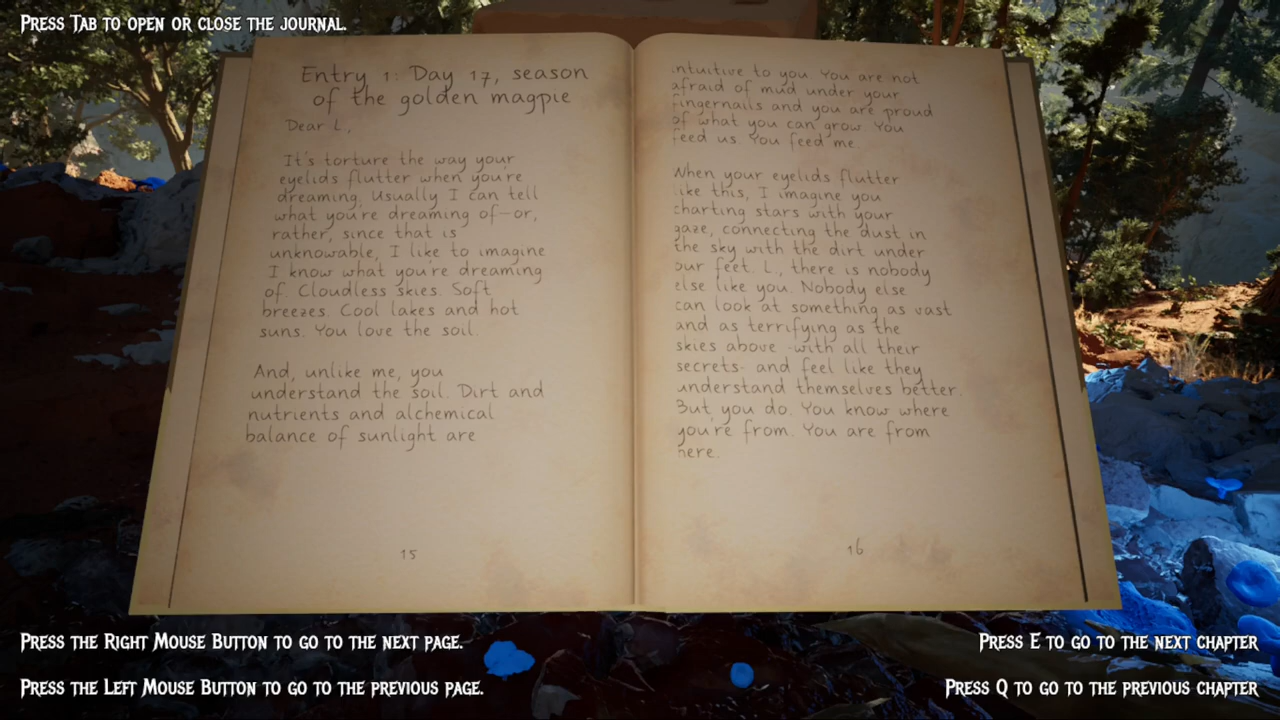 Press Tab to open or close the journal.
Entry 1: Day 17, season
of the golden magpie
Dear L,
It's torture the way your
eyelids flutter when you're
dreaming. Usually I can tell
what you're dreaming of—or,
rather, since that is
unknowable, I like to imagine
I know what you're dreaming
of. Cloudless skies. Soft
breezes. Cool lakes and hot
suns. You love the soil.
And, unlike me, you
understand the soil. Dirt and
nutrients and alchemical
balance of sunlight are
15
intuitive to you. You are not
afraid of mud under your
fingernails and you are proud
of what you can grow. You
feed us. You feed me.
When your eyelids flutter
like this, I imagine you
charting stars with your
gaze, connecting the dust in
the sky with the dirt under
our feet. L, there is nobody
else like you. Nobody else
can look at something as vast
and as terrifying as the
skies above -with all their
secrets- and feel like they
understand themselves better.
But you do. You know where
you're from. You are from
here.
16
Press the Right Mouse Button to go to the next page.
Press E to go to the next chapter
Press the Left Mouse Button to go to the previous page.
Press Q to go to the previous chapter